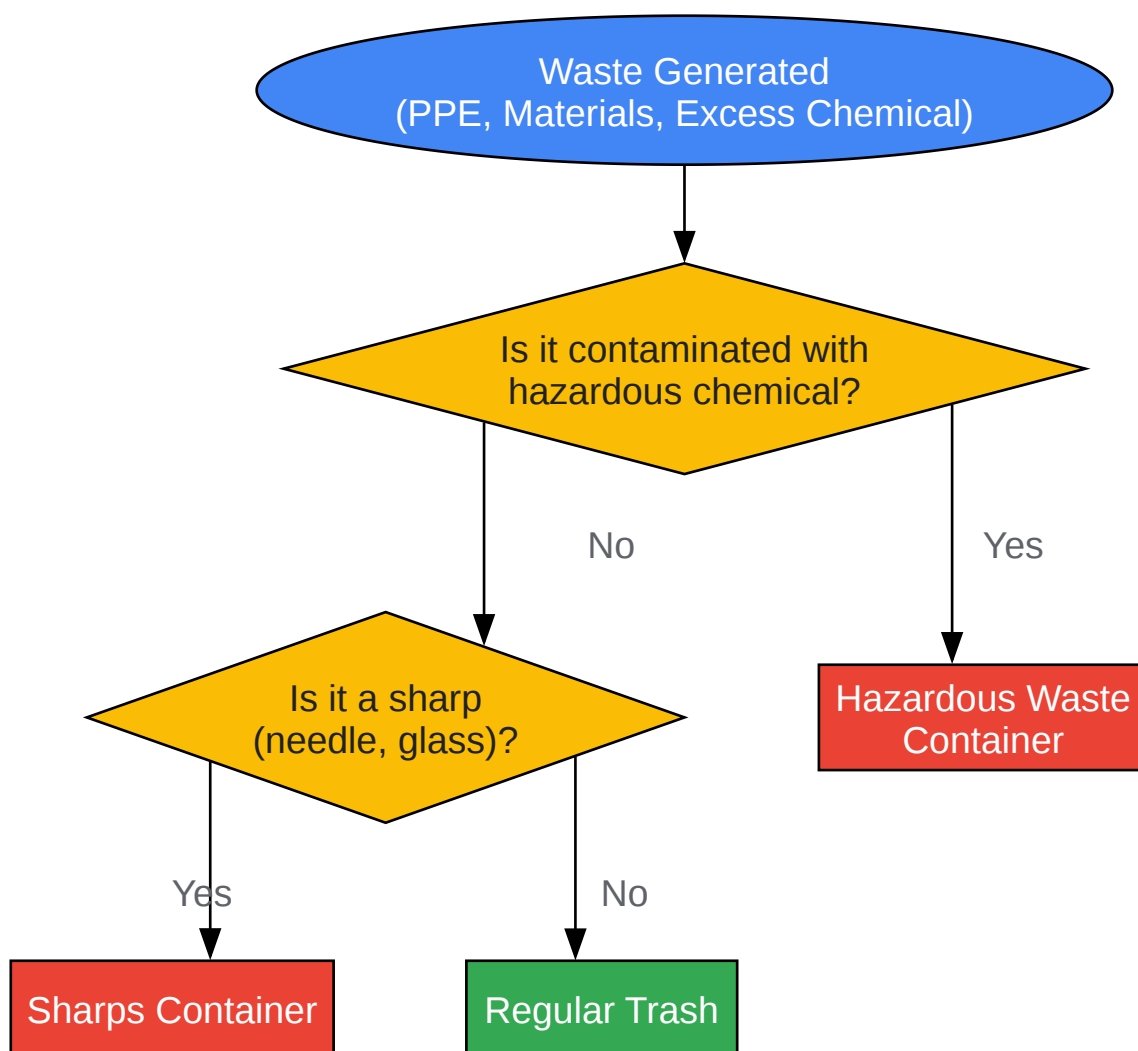 Waste Generated
(PPE, Materials, Excess Chemical)
Is it contaminated with
hazardous chemical?
No
Yes
Is it a sharp
(needle, glass)?
Hazardous Waste
Container
Yes
No
Sharps Container
Regular Trash